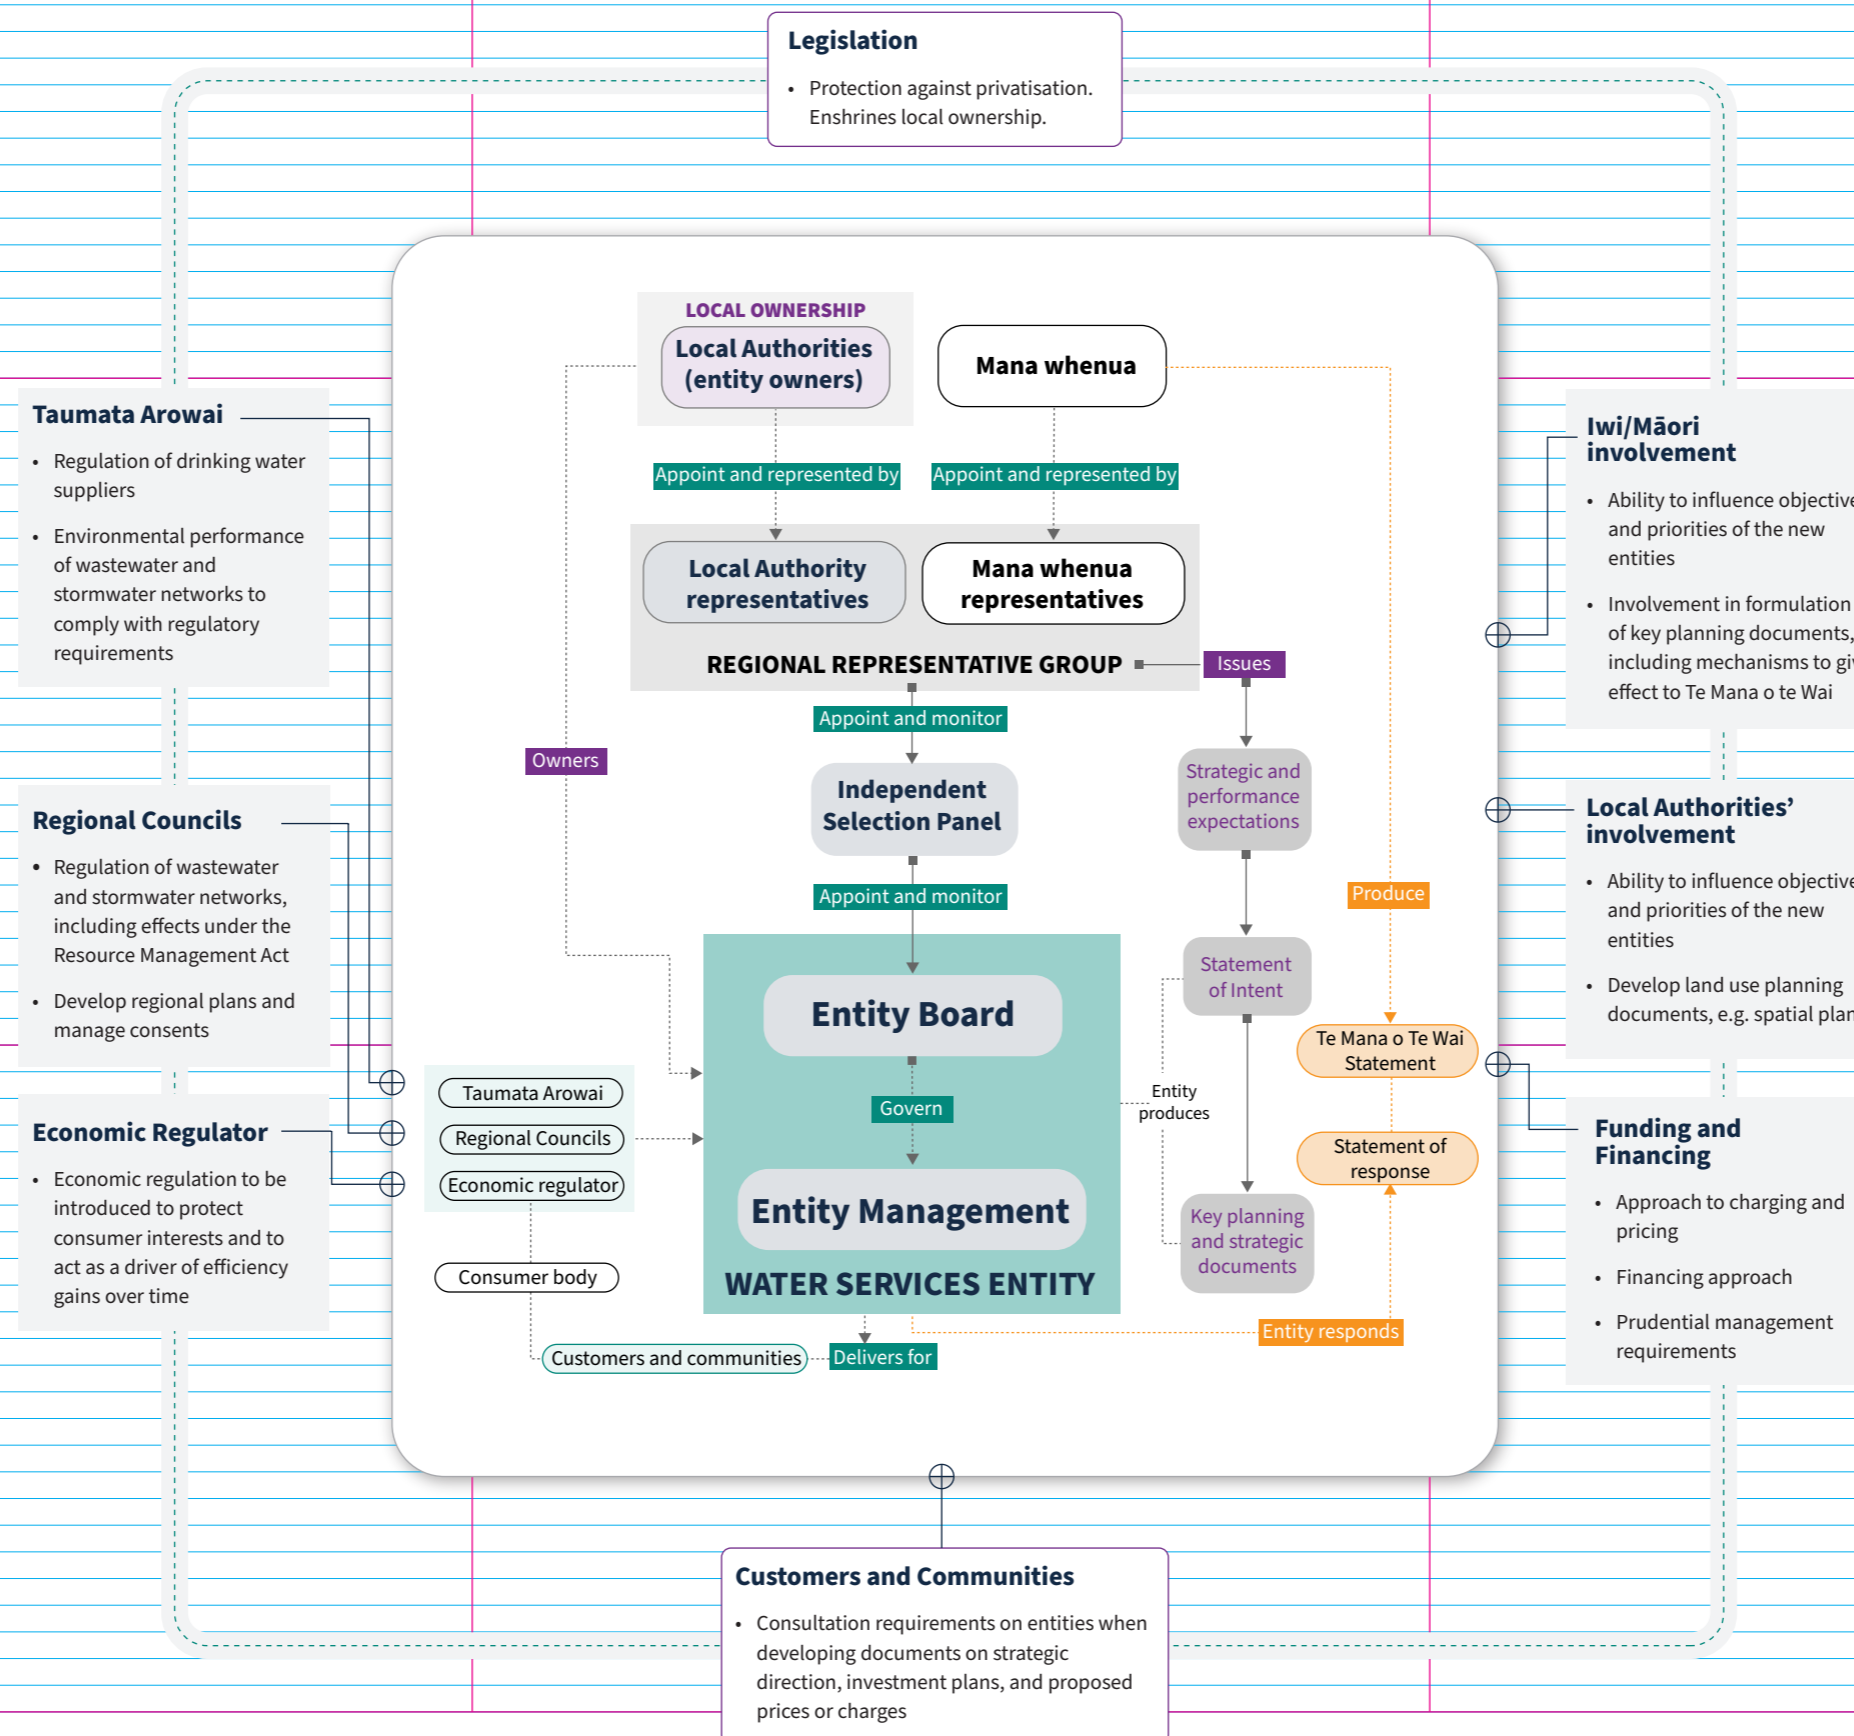 Legislation
• Protection against privatisation.
Enshrines local ownership.
LOCAL OWNERSHIP
Local Authorities
(entity owners)
Mana whenua
Appoint and represented by
Appoint and represented by
Local Authority
representatives
Mana whenua
representatives
REGIONAL REPRESENTATIVE GROUP
Issues
Appoint and monitor
Owners
Independent
Selection Panel
Strategic and
performance
expectations
Appoint and monitor
Produce
Entity Board
Statement
of Intent
Te Mana o Te Wai
Statement
Govern
Entity
produces
Taumata Arowai
Regional Councils
Economic regulator
Statement of
response
Entity Management
Key planning
and strategic
documents
WATER SERVICES ENTITY
Consumer body
Entity responds
Customers and communities
Delivers for
Taumata Arowai
• Regulation of drinking water
suppliers
• Environmental performance
of wastewater and
stormwater networks to
comply with regulatory
requirements
Regional Councils
• Regulation of wastewater
and stormwater networks,
including effects under the
Resource Management Act
• Develop regional plans and
manage consents
Economic Regulator
• Economic regulation to be
introduced to protect
consumer interests and to
act as a driver of efficiency
gains over time
Iwi/Māori
involvement
• Ability to influence objective
and priorities of the new
entities
• Involvement in formulation
of key planning documents,
including mechanisms to gi
effect to Te Mana o te Wai
Local Authorities’
involvement
• Ability to influence objective
and priorities of the new
entities
• Develop land use planning
documents, e.g. spatial plan
Funding and
Financing
• Approach to charging and
pricing
• Financing approach
• Prudential management
requirements
Customers and Communities
• Consultation requirements on entities when
developing documents on strategic
direction, investment plans, and proposed
prices or charges